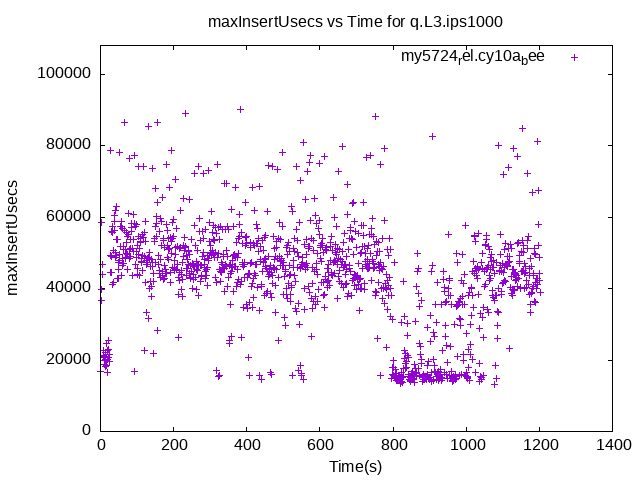 maxInsertUsecs vs Time for q.L3.ips1000
my5724rel.cy10abee
100000
80000
60000
40000
20000
0
maxInsertUsecs
0 200 400 600 800 1000 1200 1400
Time(s)